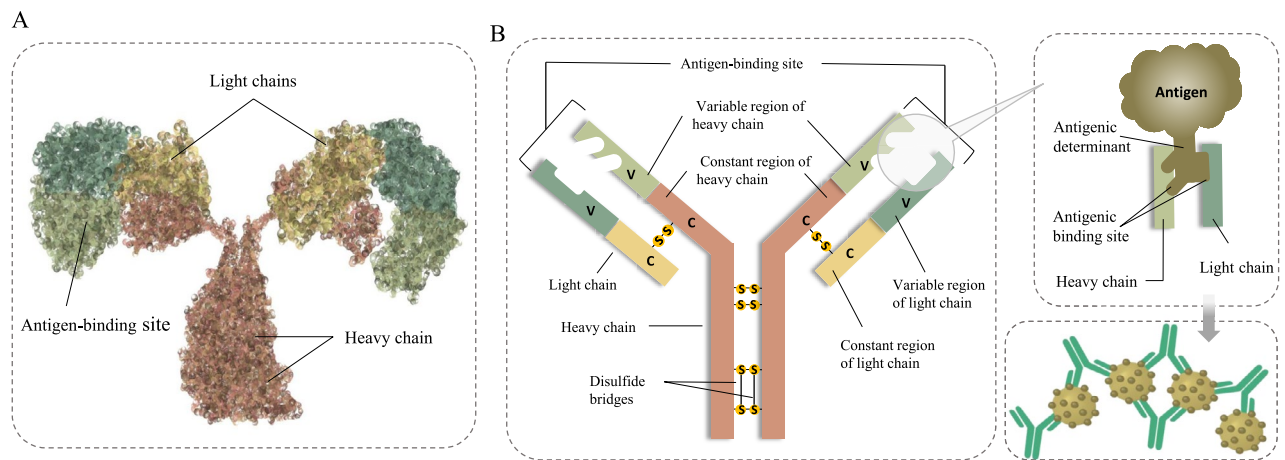 A
Light chains
Antigen-binding site
Heavy chain
B
Antigen-binding site
Variable region of
heavy chain
Constant region of
heavy chain
V
V
V
V
C
C
C
C
S-S
S-S
S-S
S-S
S-S
S-S
Light chain
Heavy chain
Variable region
of light chain
Constant region
of light chain
Disulfide
bridges
Antigen
Antigenic
determinant
Antigenic
binding site
Heavy chain
Light chain